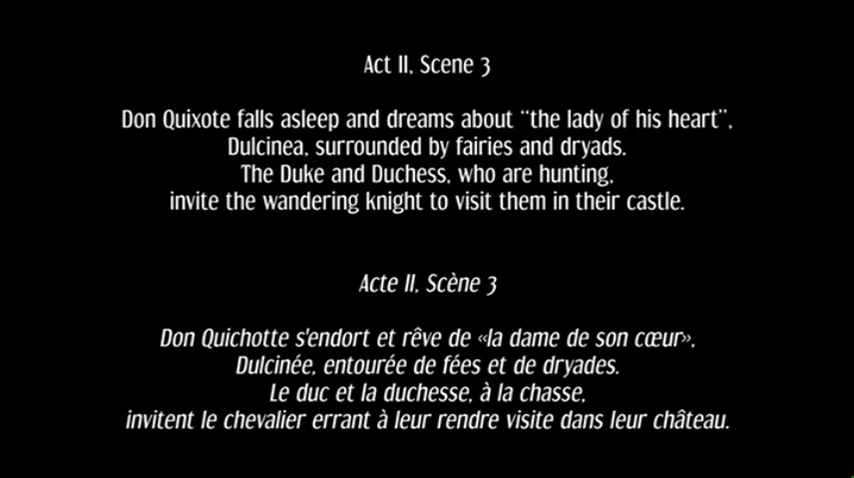 Act II, Scene 3
Don Quixote falls asleep and dreams about “the lady of his heart”,
Dulcinea, surrounded by fairies and dryads.
The Duke and Duchess, who are hunting,
invite the wandering knight to visit them in their castle.
Acte II, Scène 3
Don Quichotte s'endort et rêve de «la dame de son cœur»,
Dulcinée, entourée de fées et de dryades.
Le duc et la duchesse, à la chasse,
invitent le chevalier errant à leur rendre visite dans leur château.